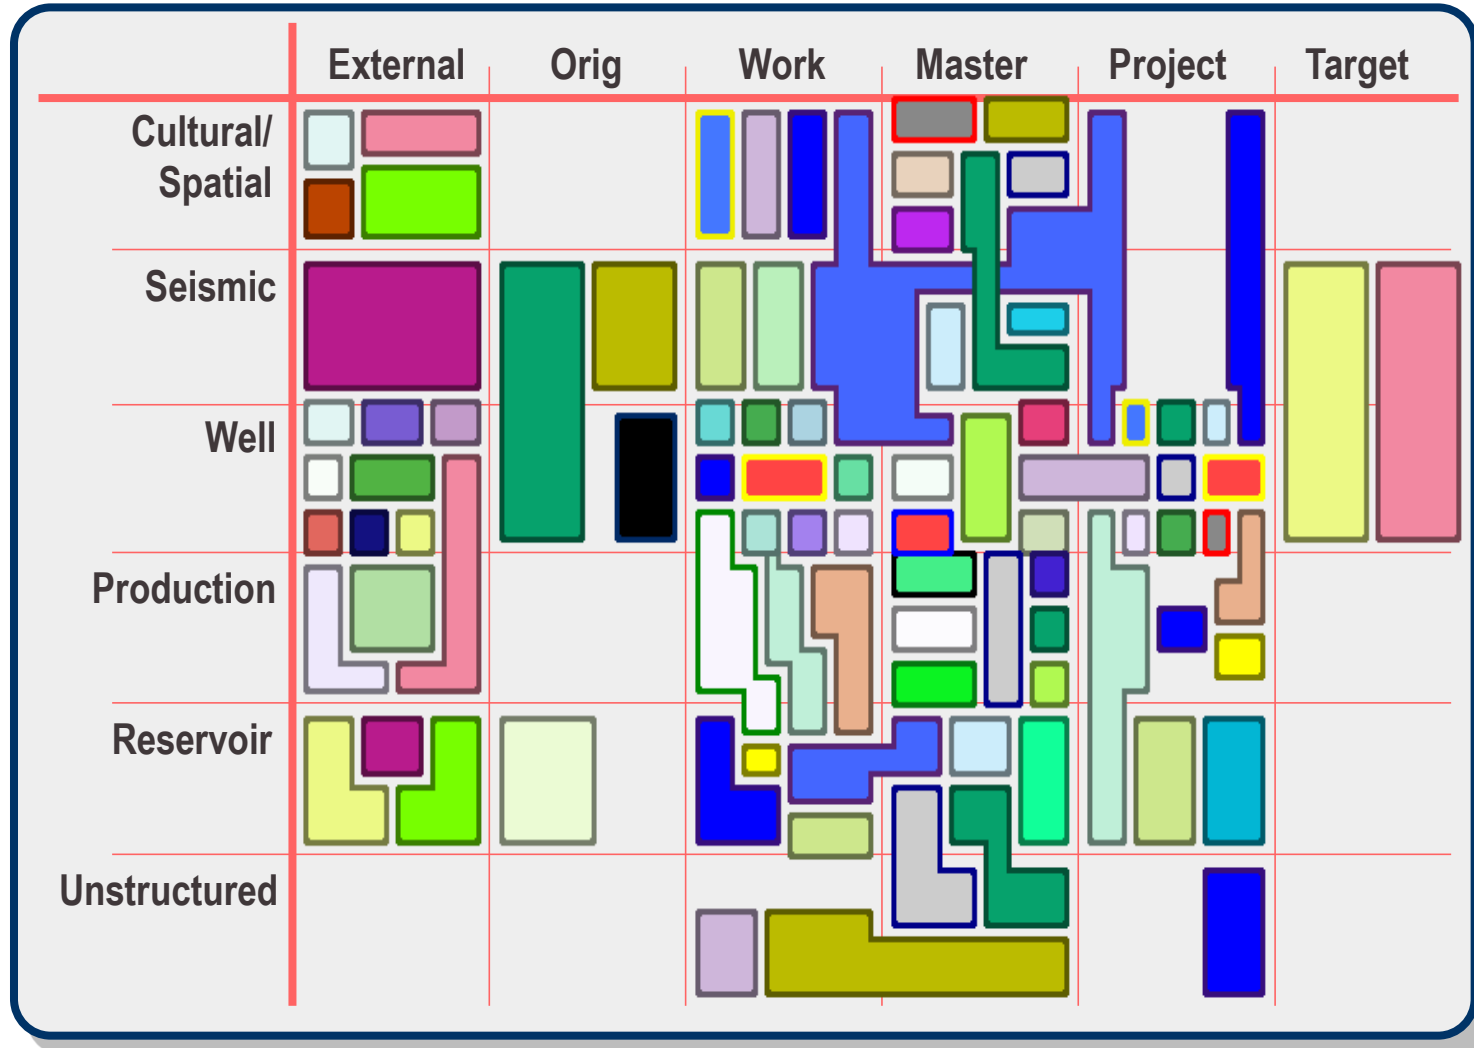 External Orig Work Master Project Target
Cultural/
Spatial
Seismic
Well
Production
Reservoir
Unstructured